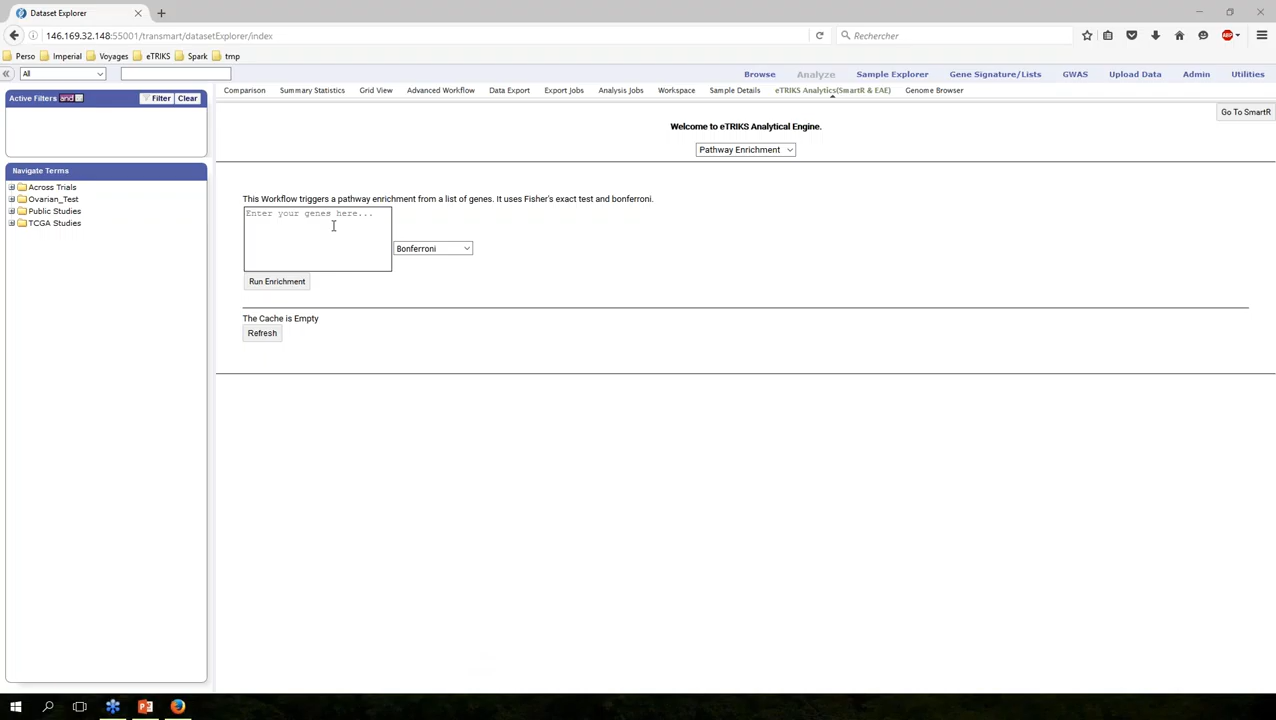 Dataset Explorer
146.169.32.148:55001/transmart/datasetExplorer/index
Rechercher
ABP
Perso
Imperial
Voyages
eTRIKS
Spark
tmp
All
Browse
Analyze
Sample Explorer
Gene Signature/Lists
GWAS
Upload Data
Admin
Utilities
Active Filters
and
Filter
Clear
Comparison
Summary Statistics
Grid View
Advanced Workflow
Data Export
Export Jobs
Analysis Jobs
Workspace
Sample Details
eTRIKS Analytics(SmartR & EAE)
Genome Browser
Go To SmartR
Welcome to eTRIKS Analytical Engine.
Pathway Enrichment
Navigate Terms
Across Trials
Ovarian_Test
Public Studies
TCGA Studies
This Workflow triggers a pathway enrichment from a list of genes. It uses Fisher's exact test and bonferroni.
Enter your genes here...
Bonferroni
Run Enrichment
The Cache is Empty
Refresh